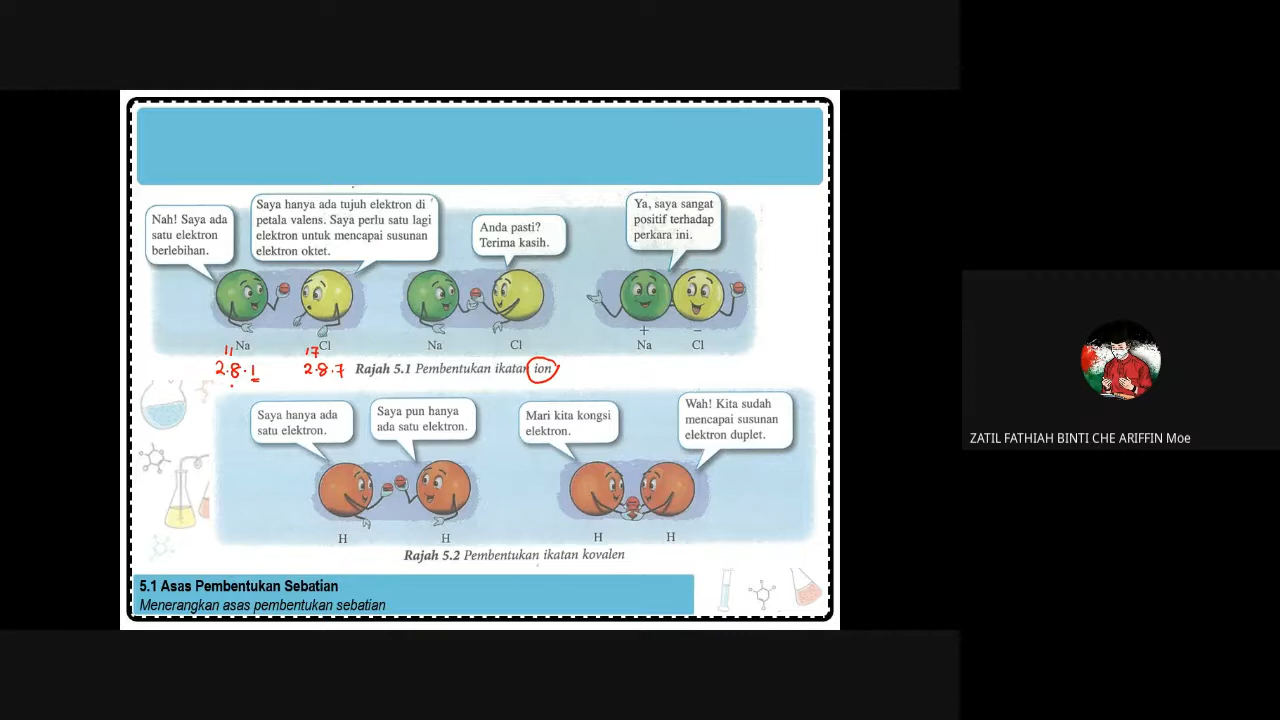 Nah! Saya ada
satu elektron
berlebihan.
Saya hanya ada tujuh elektron di
petala valens. Saya perlu satu lagi
elektron untuk mencapai susunan
elektron oktet.
Anda pasti?
Terima kasih.
Ya, saya sangat
positif terhadap
perkara ini.
+ −
Na Cl Na Cl Na Cl
11 17
2.8.1 2.8.7 Rajah 5.1 Pembentukan ikatan ion
Saya hanya ada
satu elektron.
Saya pun hanya
ada satu elektron.
Mari kita kongsi
elektron.
Wah! Kita sudah
mencapai susunan
elektron duplet.
H H H H
Rajah 5.2 Pembentukan ikatan kovalen
5.1 Asas Pembentukan Sebatian
Menerangkan asas pembentukan sebatian
ZATIL FATHIAH BINTI CHE ARIFFIN Moe